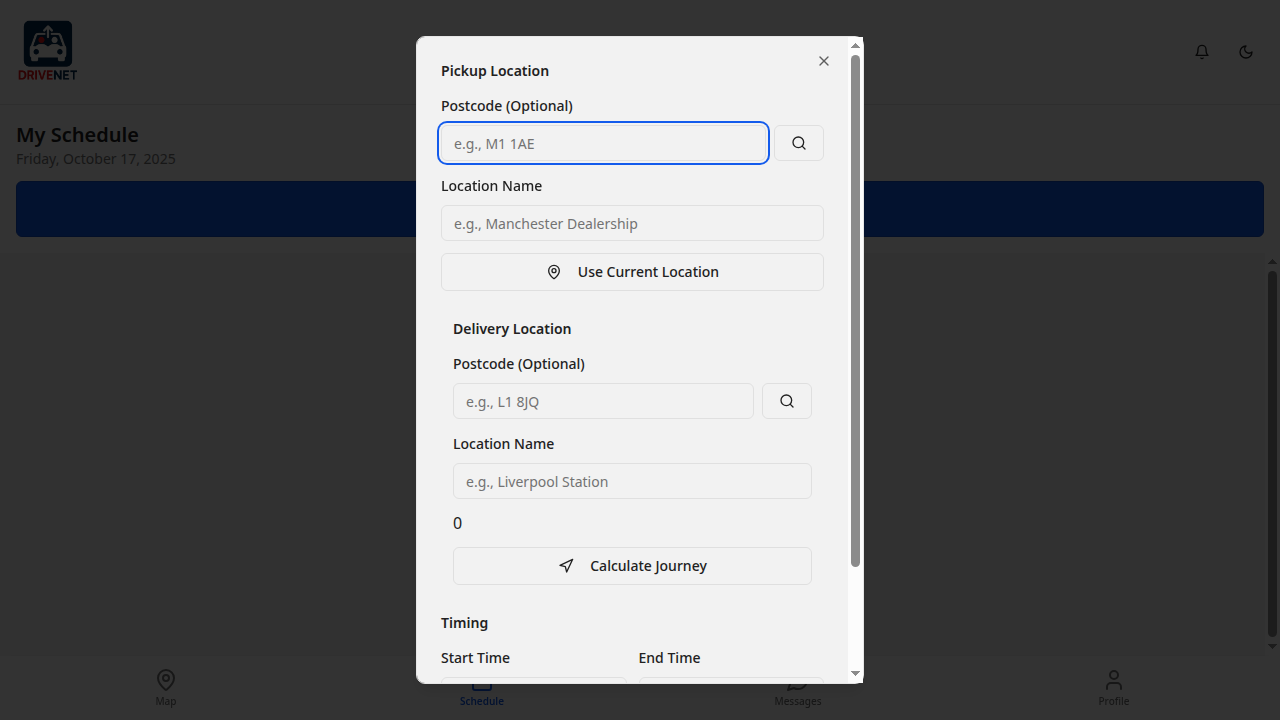 DRIVENET
My Schedule
Friday, October 17, 2025
Pickup Location
Postcode (Optional)
e.g., M1 1AE
Location Name
e.g., Manchester Dealership
Use Current Location
Delivery Location
Postcode (Optional)
e.g., L1 8JQ
Location Name
e.g., Liverpool Station
0
Calculate Journey
Timing
Start Time End Time
Map Schedule Messages Profile